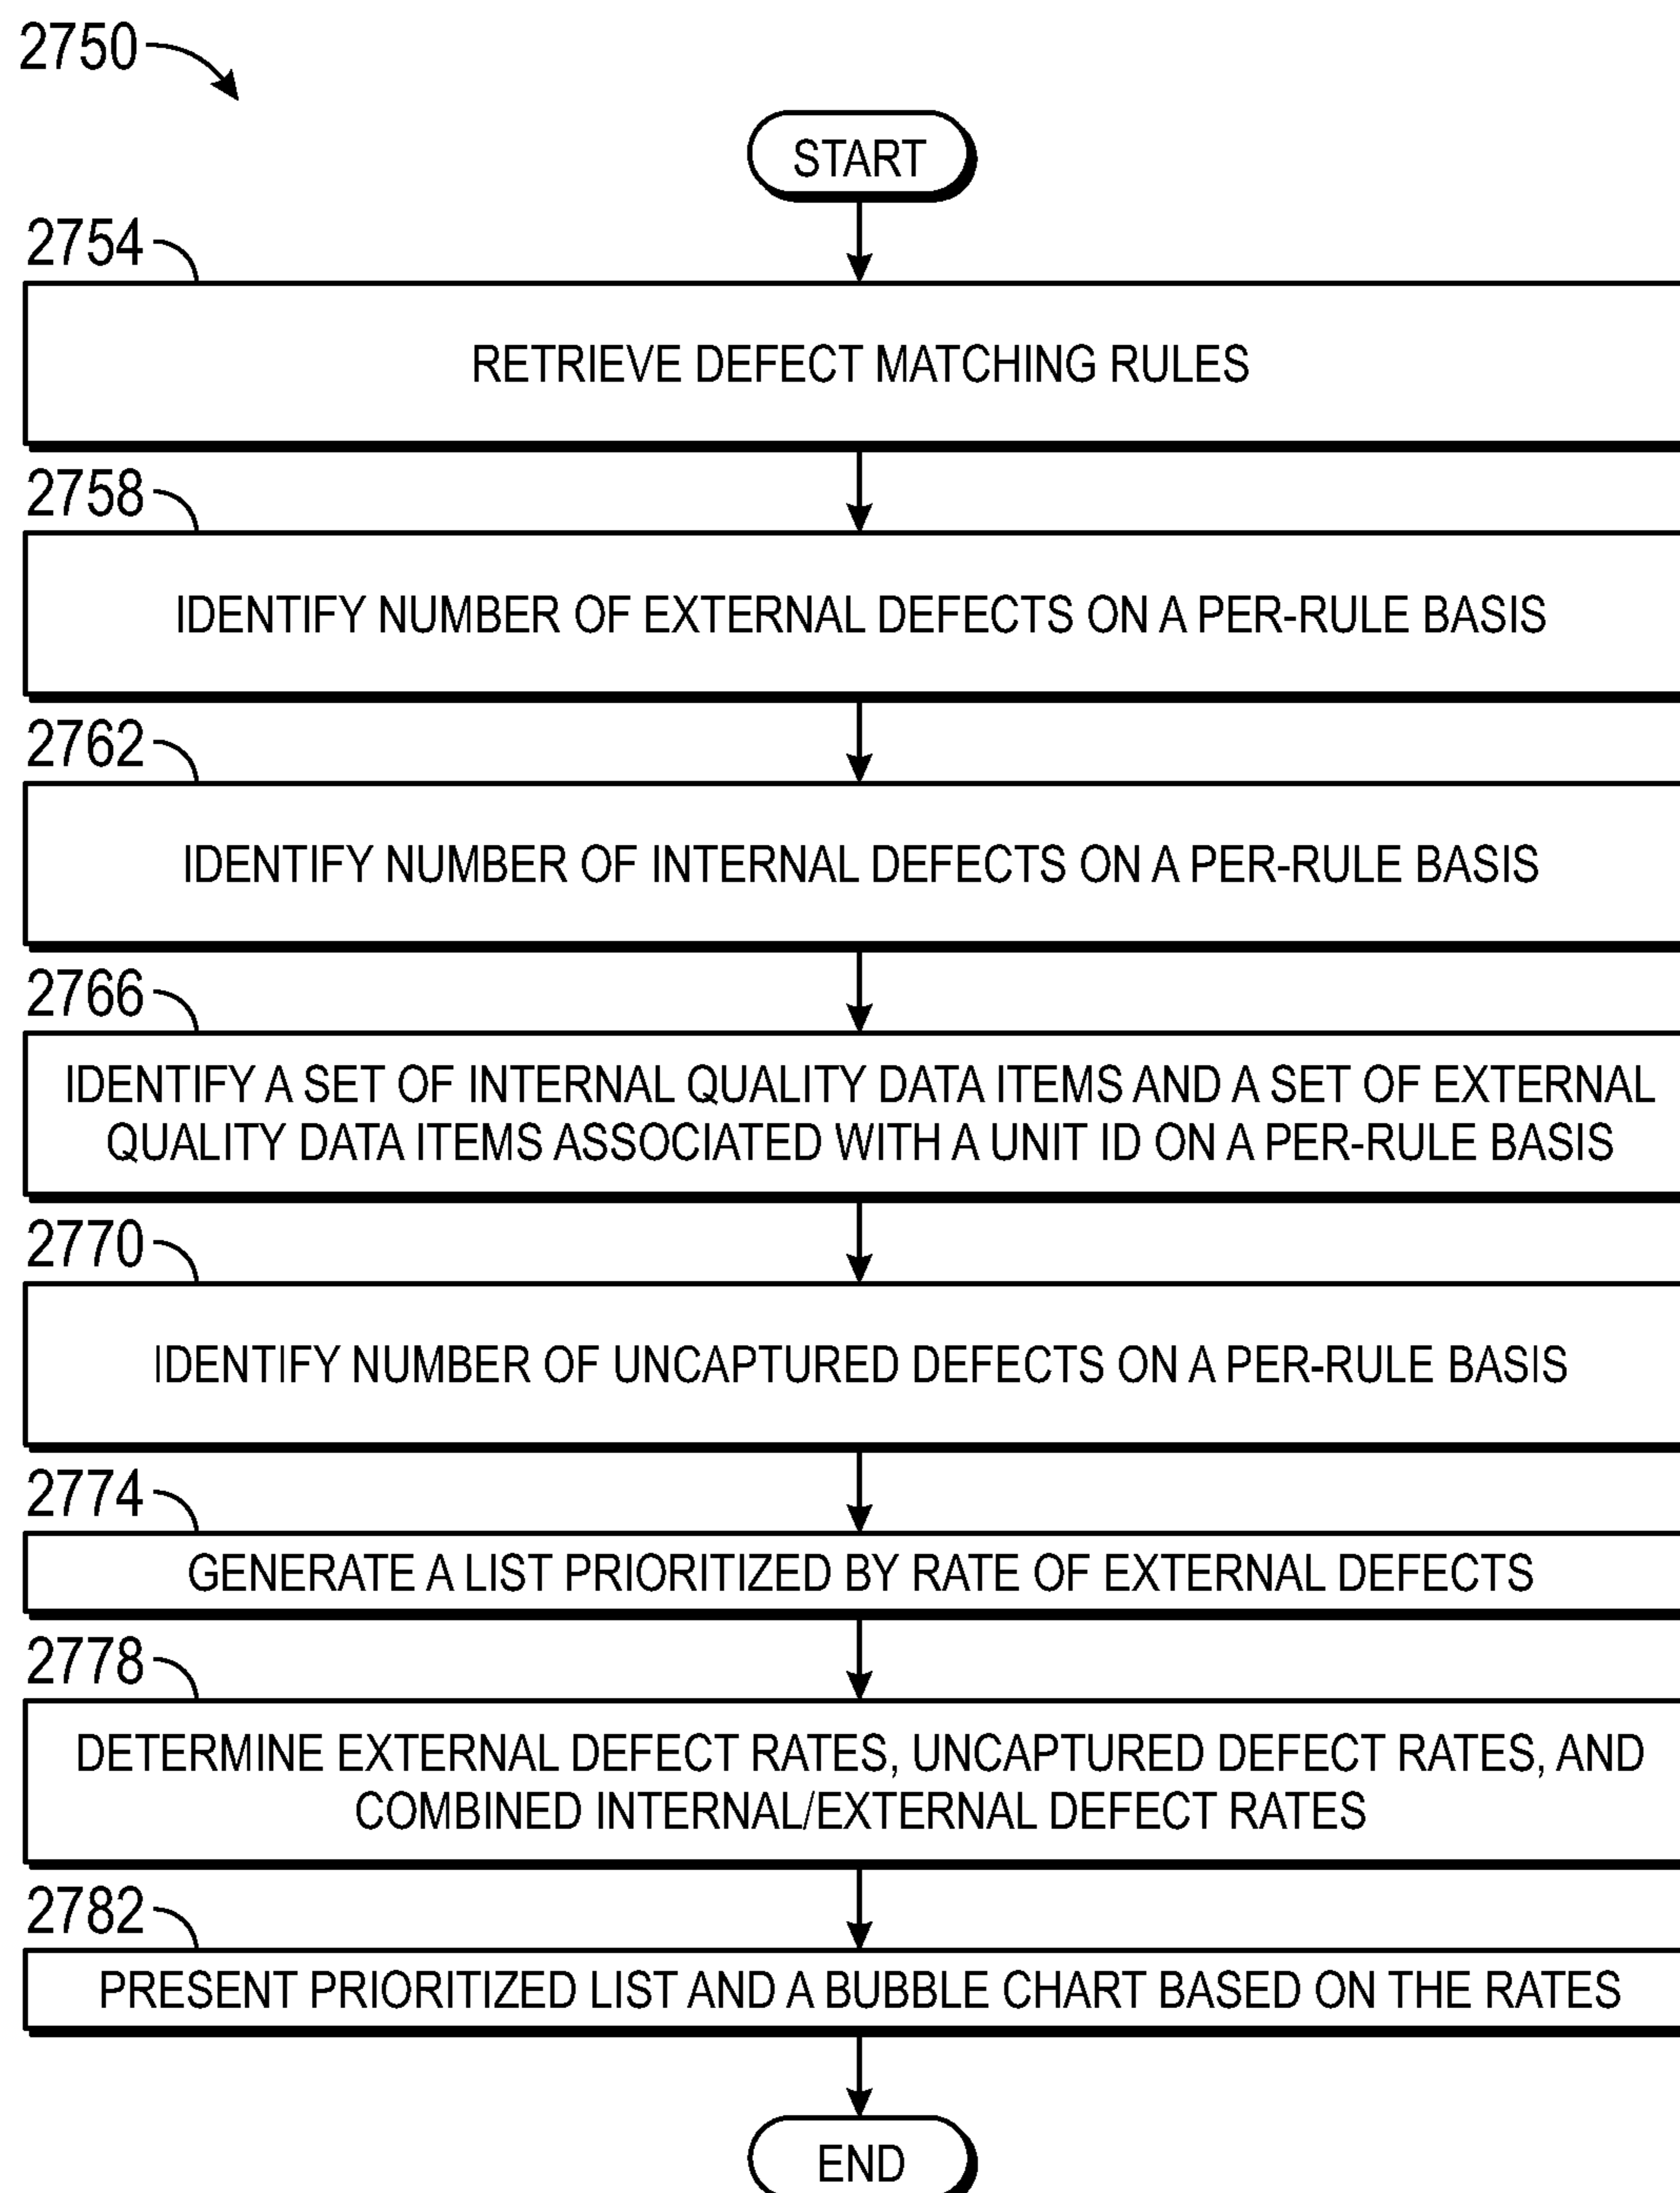 2750
START
2754
RETRIEVE DEFECT MATCHING RULES
2758
IDENTIFY NUMBER OF EXTERNAL DEFECTS ON A PER-RULE BASIS
2762
IDENTIFY NUMBER OF INTERNAL DEFECTS ON A PER-RULE BASIS
2766
IDENTIFY A SET OF INTERNAL QUALITY DATA ITEMS AND A SET OF EXTERNAL
QUALITY DATA ITEMS ASSOCIATED WITH A UNIT ID ON A PER-RULE BASIS
2770
IDENTIFY NUMBER OF UNCAPTURED DEFECTS ON A PER-RULE BASIS
2774
GENERATE A LIST PRIORITIZED BY RATE OF EXTERNAL DEFECTS
2778
DETERMINE EXTERNAL DEFECT RATES, UNCAPTURED DEFECT RATES, AND
COMBINED INTERNAL/EXTERNAL DEFECT RATES
2782
PRESENT PRIORITIZED LIST AND A BUBBLE CHART BASED ON THE RATES
END